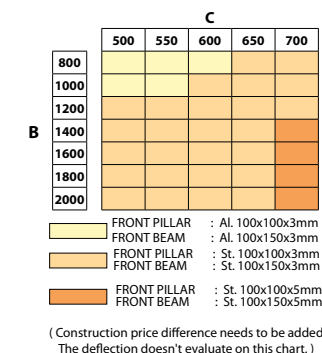 C
500 550 600 650 700
800
1000
1200
B 1400
1600
1800
2000
FRONT PILLAR : Al. 100x100x3mm
FRONT BEAM : Al. 100x150x3mm
FRONT PILLAR : St. 100x100x3mm
FRONT BEAM : St. 100x150x3mm
FRONT PILLAR : St. 100x100x5mm
FRONT BEAM : St. 100x150x5mm
( Construction price difference needs to be added
The deflection doesn't evaluate on this chart. )